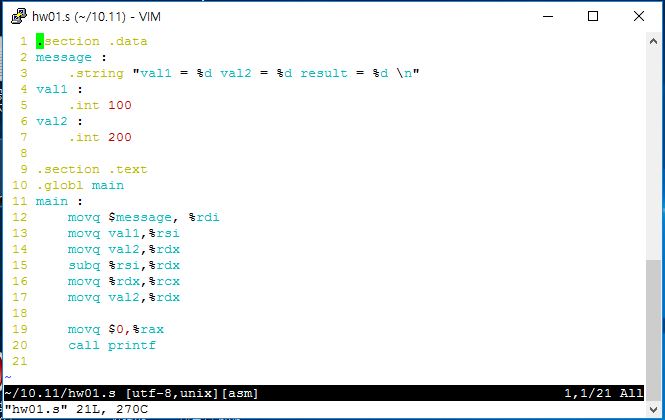 hw01.s (~/10.11) - VIM
1 .section .data
2 message :
3     .string "val1 = %d val2 = %d result = %d \n"
4 val1 :
5     .int 100
6 val2 :
7     .int 200
8
9 .section .text
10 .globl main
11 main :
12     movq $message, %rdi
13     movq val1,%rsi
14     movq val2,%rdx
15     subq %rsi,%rdx
16     movq %rdx,%rcx
17     movq val2,%rdx
18
19     movq $0,%rax
20     call printf
21
~
~/10.11/hw01.s [utf-8,unix][asm] 1,1/21 All
"hw01.s" 21L, 270C